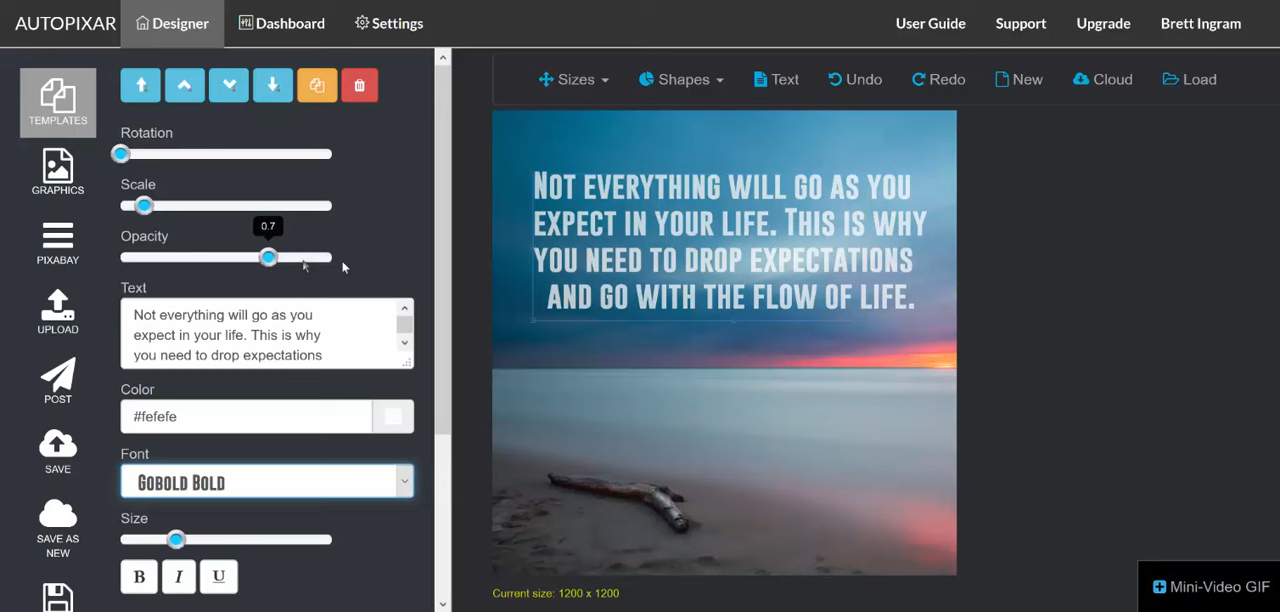 AUTOPIXAR Designer Dashboard Settings User Guide Support Upgrade Brett Ingram
Sizes Shapes Text Undo Redo New Cloud Load
TEMPLATES
GRAPHICS
PIXABAY
UPLOAD
POST
SAVE
SAVE AS
NEW
Rotation
Scale
0.7
Opacity
Text
Not everything will go as you
expect in your life. This is why
you need to drop expectations
Color
#fefefe
Font
GOBOLD BOLD
Size
B I U
NOT EVERYTHING WILL GO AS YOU
EXPECT IN YOUR LIFE. THIS IS WHY
YOU NEED TO DROP EXPECTATIONS
AND GO WITH THE FLOW OF LIFE.
Current size: 1200 x 1200
Mini-Video GIF